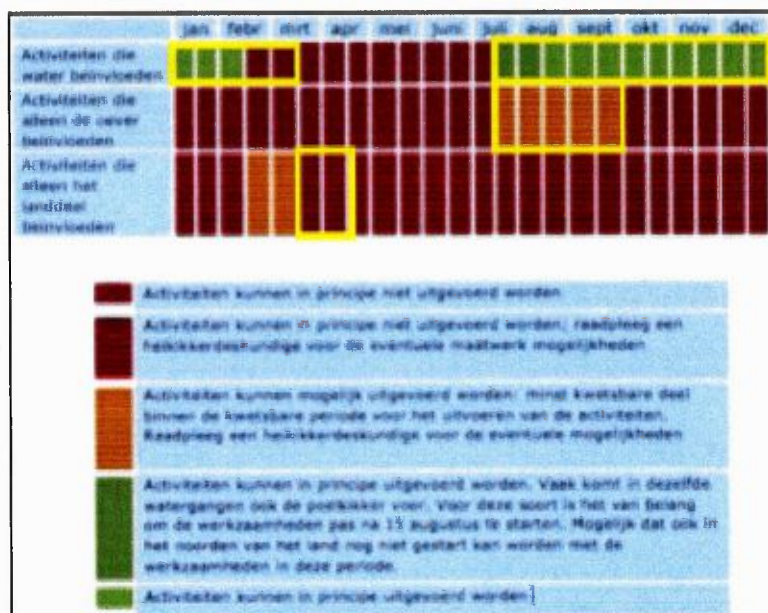 jan febr mrt apr mei juni juli aug sept okt nov dec
Activiteiten die
water beïnvloeden
Activiteiten die
alleen de oever
beïnvloeden
Activiteiten die
alleen het
landdeel
beïnvloeden
Activiteiten kunnen in principe niet uitgevoerd worden
Activiteiten kunnen in principe niet uitgevoerd worden; raadpleeg een
heikikkerdeskundige voor de eventuele maatwerk mogelijkheden
Activiteiten kunnen mogelijk uitgevoerd worden: minst kwetsbare deel
binnen de kwetsbare periode voor het uitvoeren van de activiteiten.
Raadpleeg een heikikkerdeskundige voor de eventuele mogelijkheden
Activiteiten kunnen in principe uitgevoerd worden. Vaak komt in dezelfde
watergangen ook de poelkikker voor. Voor deze soort is het van belang
om de werkzaamheden pas na 15 augustus te starten. Mogelijk dat ook in
het noorden van het land nog niet gestart kan worden met de
werkzaamheden in deze periode.
Activiteiten kunnen in principe uitgevoerd worden